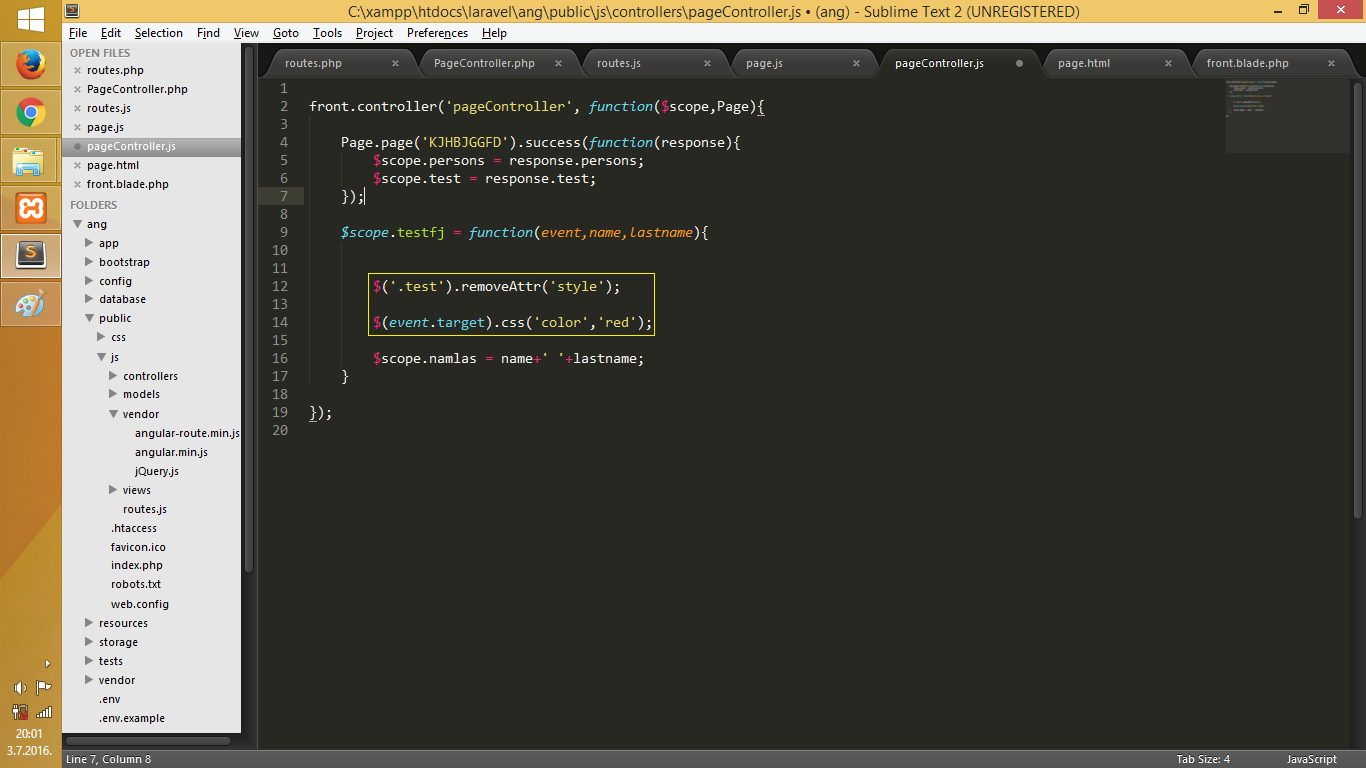 C:\xampp\htdocs\laravel\ang\public\js\controllers\pageController.js • (ang) - Sublime Text 2 (UNREGISTERED)
File Edit Selection Find View Goto Tools Project Preferences Help
OPEN FILES
routes.php
PageController.php
routes.js
page.js
pageController.js
page.html
front.blade.php
FOLDERS
ang
app
bootstrap
config
database
public
css
js
controllers
models
vendor
angular-route.min.js
angular.min.js
jQuery.js
views
routes.js
.htaccess
favicon.ico
index.php
robots.txt
web.config
resources
storage
tests
vendor
.env
.env.example
routes.php PageController.php routes.js page.js pageController.js page.html front.blade.php
1
2 front.controller('pageController', function($scope,Page){
3
4 Page.page('KJHBJGGFD').success(function(response){
5 $scope.persons = response.persons;
6 $scope.test = response.test;
7 });
8
9 $scope.testfj = function(event,name,lastname){
10
11
12 $('.test').removeAttr('style');
13
14 $(event.target).css('color','red');
15
16 $scope.namlas = name+' '+lastname;
17 }
18
19 });
20
20:01
3.7.2016.
Line 7, Column 8 Tab Size: 4 JavaScript